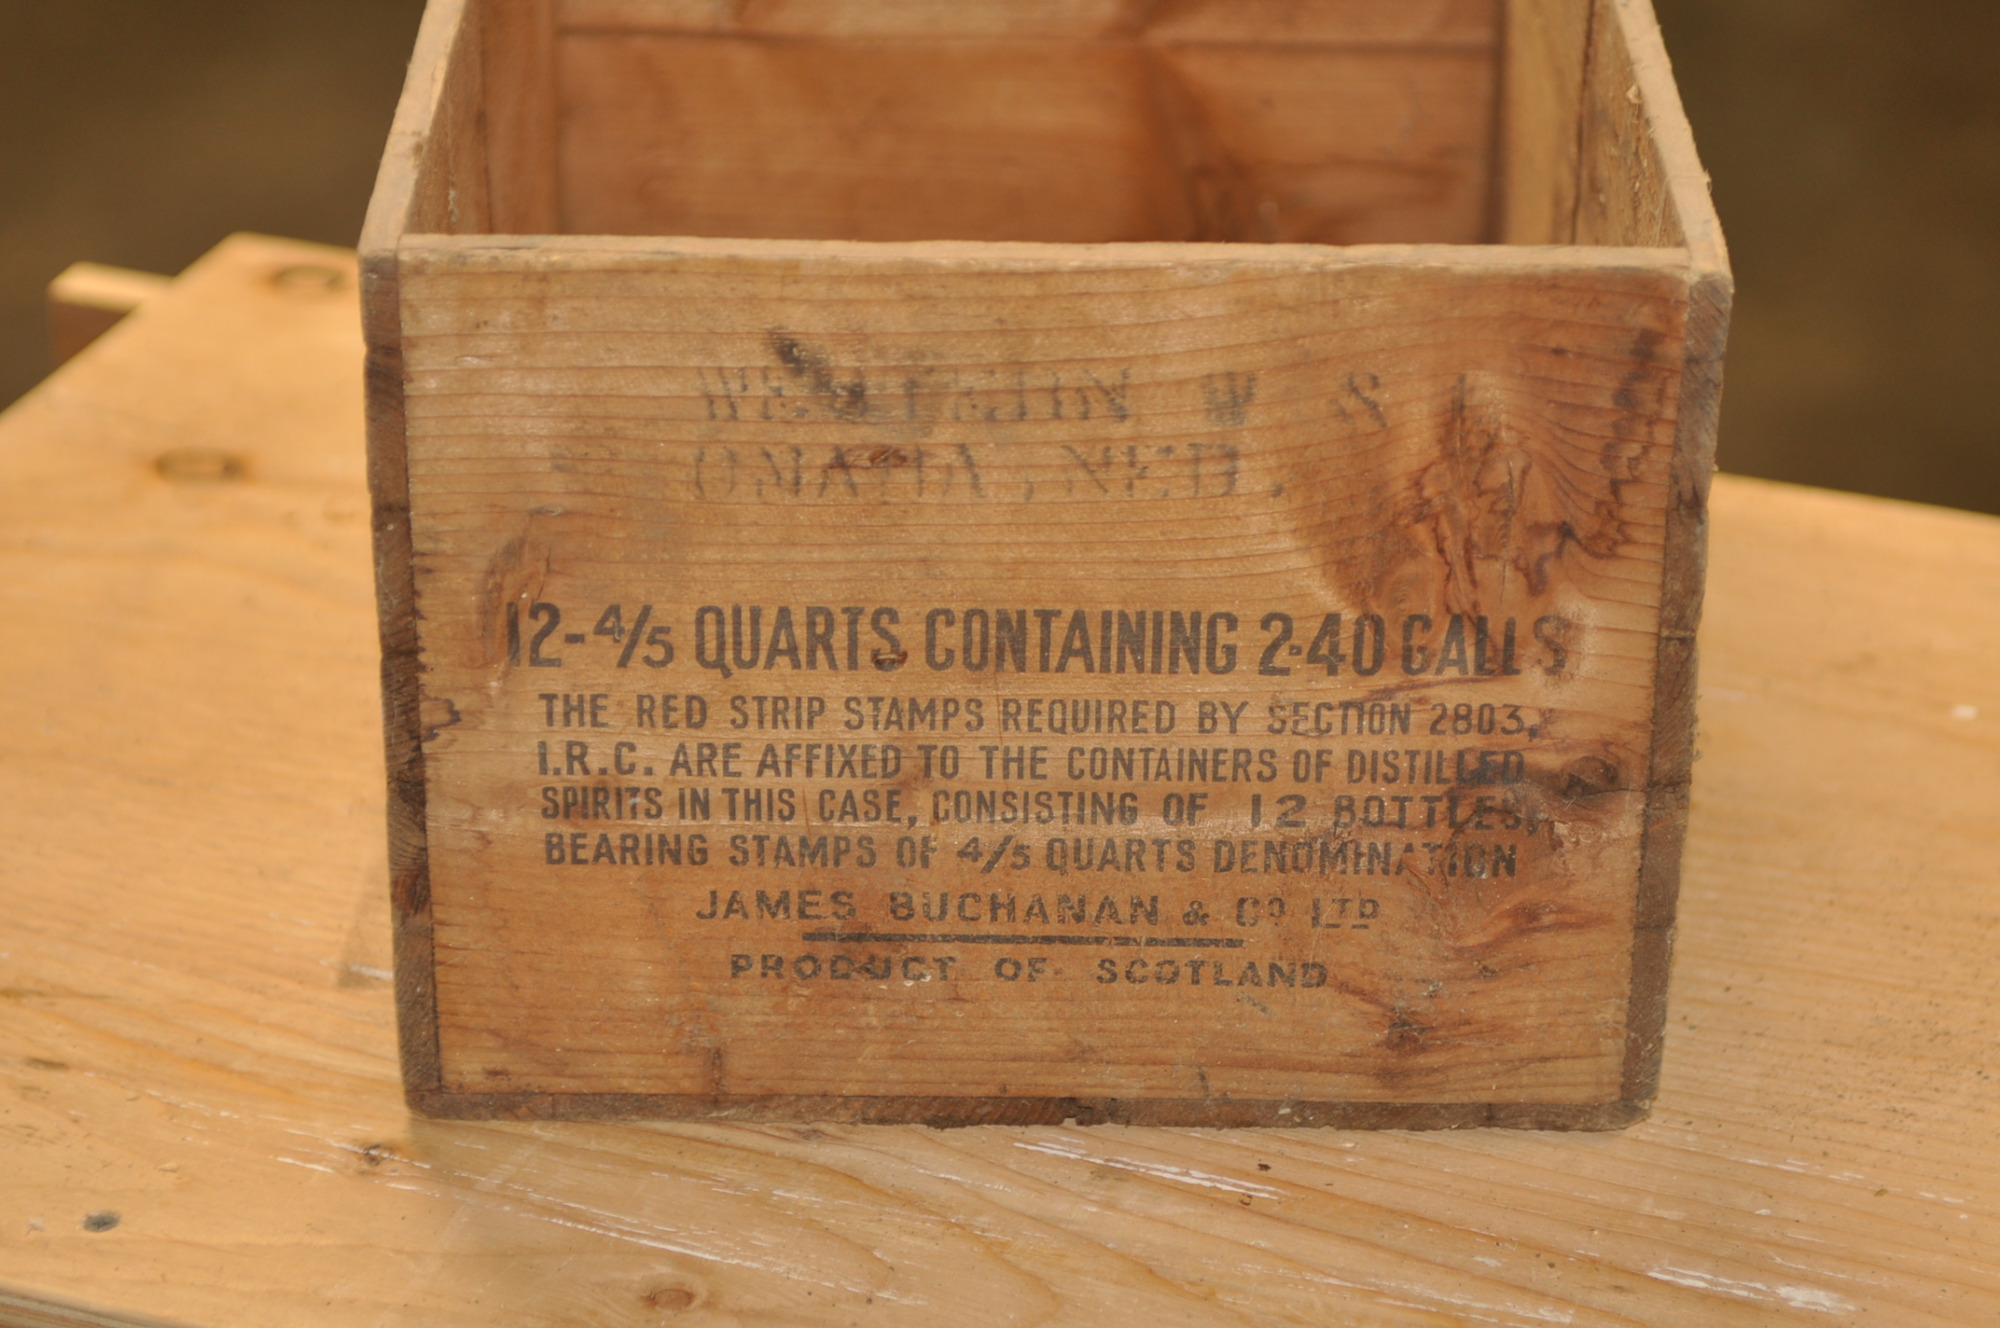 WESTERN W &
OMAHA, NEB.
12-4/5 QUARTS CONTAINING 2·40 GALLS
THE RED STRIP STAMPS REQUIRED BY SECTION 2803,
I.R.C. ARE AFFIXED TO THE CONTAINERS OF DISTILLED
SPIRITS IN THIS CASE, CONSISTING OF 12 BOTTLES,
BEARING STAMPS OF 4/5 QUARTS DENOMINATION
JAMES BUCHANAN & Cº LTD
PRODUCT OF SCOTLAND